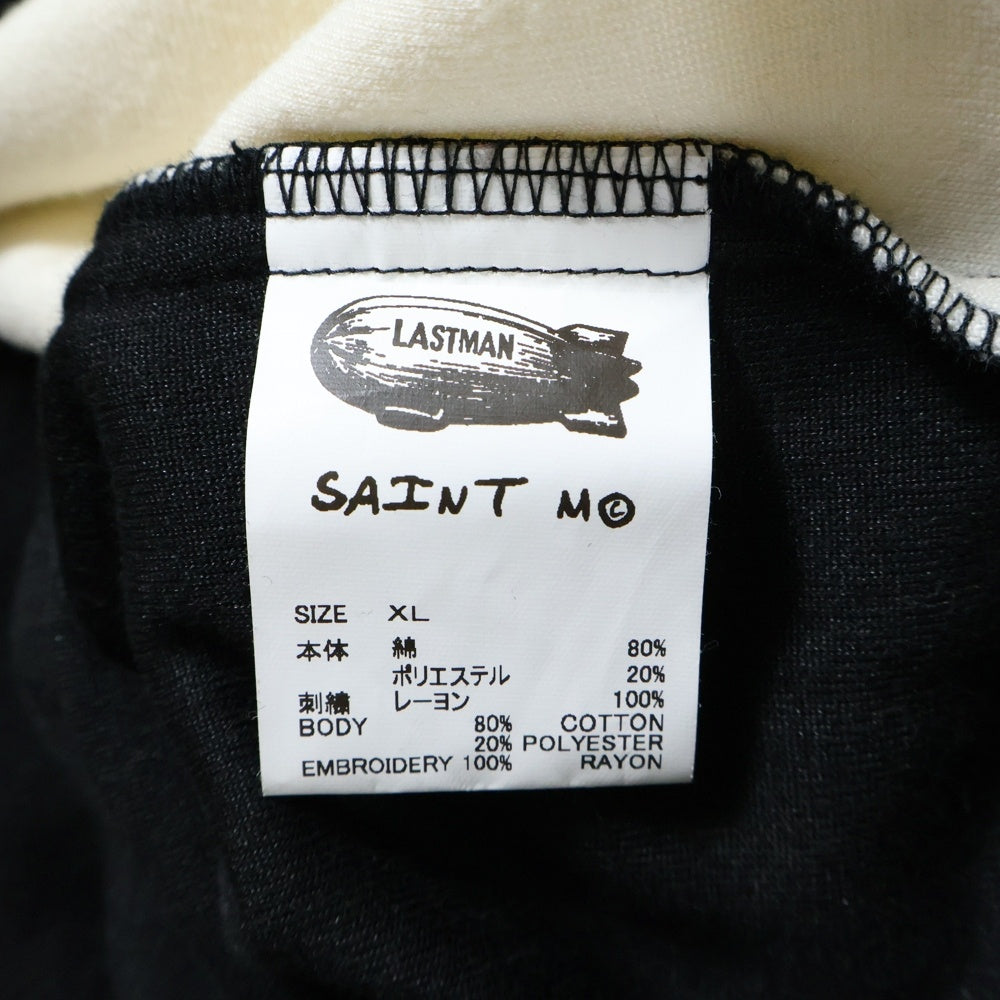 LASTMAN
SAINT M©
SIZE XL
本体 綿 80%
ポリエステル 20%
刺繍 レーヨン 100%
BODY 80% COTTON
20% POLYESTER
EMBROIDERY 100% RAYON